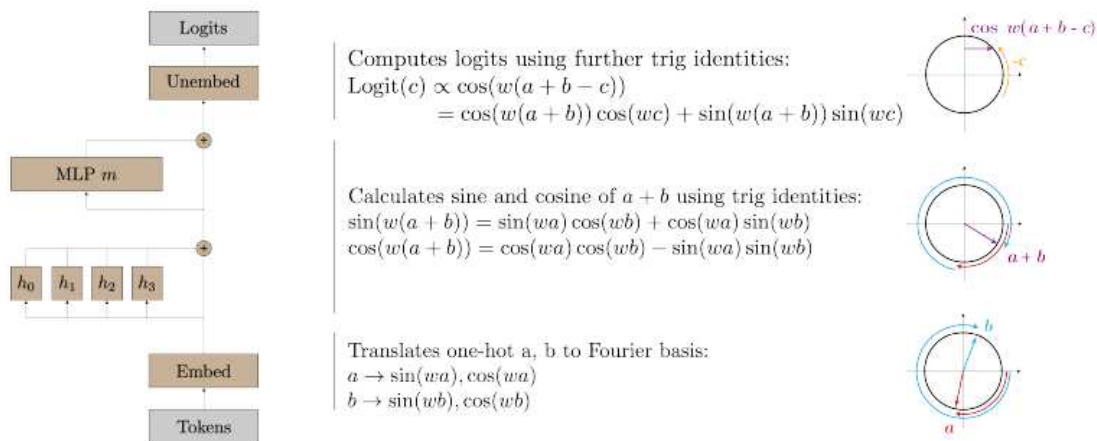 Logits
Unembed
+
MLP m
+
h₀ h₁ h₂ h₃
Embed
Tokens
Computes logits using further trig identities:
Logit(c) ∝ cos(w(a + b − c))
= cos(w(a + b)) cos(wc) + sin(w(a + b)) sin(wc)
Calculates sine and cosine of a + b using trig identities:
sin(w(a + b)) = sin(wa) cos(wb) + cos(wa) sin(wb)
cos(w(a + b)) = cos(wa) cos(wb) − sin(wa) sin(wb)
Translates one-hot a, b to Fourier basis:
a → sin(wa), cos(wa)
b → sin(wb), cos(wb)
cos w(a + b - c)
-c
a + b
b
a